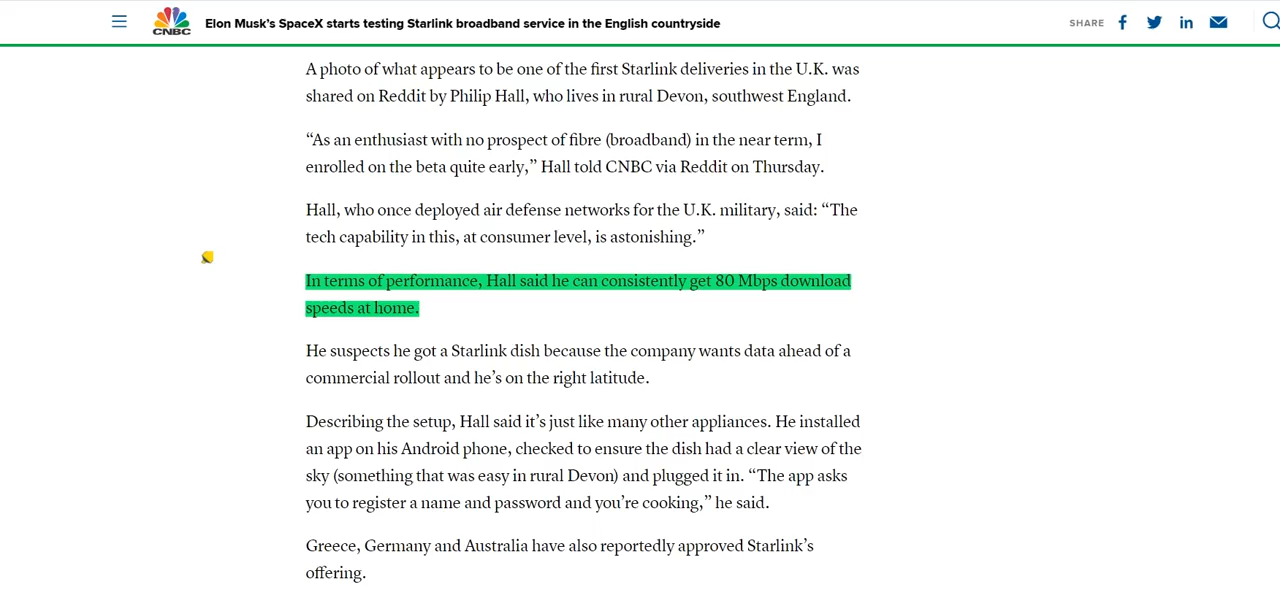 CNBC
Elon Musk’s SpaceX starts testing Starlink broadband service in the English countryside
SHARE
A photo of what appears to be one of the first Starlink deliveries in the U.K. was
shared on Reddit by Philip Hall, who lives in rural Devon, southwest England.
“As an enthusiast with no prospect of fibre (broadband) in the near term, I
enrolled on the beta quite early,” Hall told CNBC via Reddit on Thursday.
Hall, who once deployed air defense networks for the U.K. military, said: “The
tech capability in this, at consumer level, is astonishing.”
In terms of performance, Hall said he can consistently get 80 Mbps download
speeds at home.
He suspects he got a Starlink dish because the company wants data ahead of a
commercial rollout and he’s on the right latitude.
Describing the setup, Hall said it’s just like many other appliances. He installed
an app on his Android phone, checked to ensure the dish had a clear view of the
sky (something that was easy in rural Devon) and plugged it in. “The app asks
you to register a name and password and you’re cooking,” he said.
Greece, Germany and Australia have also reportedly approved Starlink’s
offering.